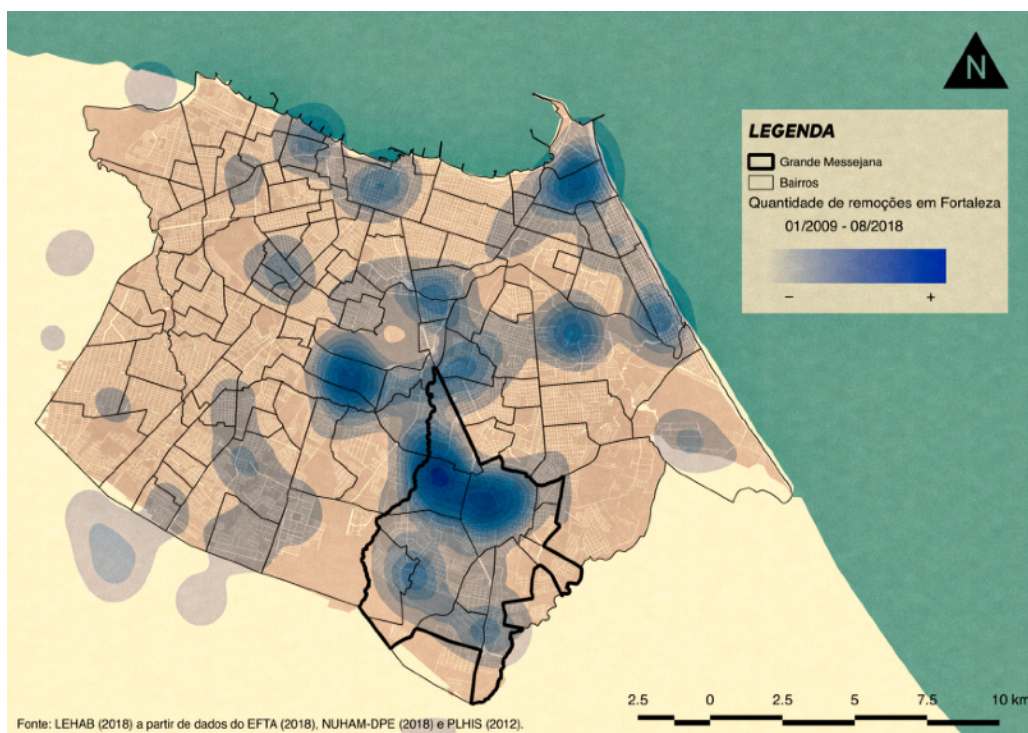 N
LEGENDA
Grande Messejana
Bairros
Quantidade de remoções em Fortaleza
01/2009 - 08/2018
– +
2.5 0 2.5 5 7.5 10 km
Fonte: LEHAB (2018) a partir de dados do EFTA (2018), NUHAM-DPE (2018) e PLHIS (2012).